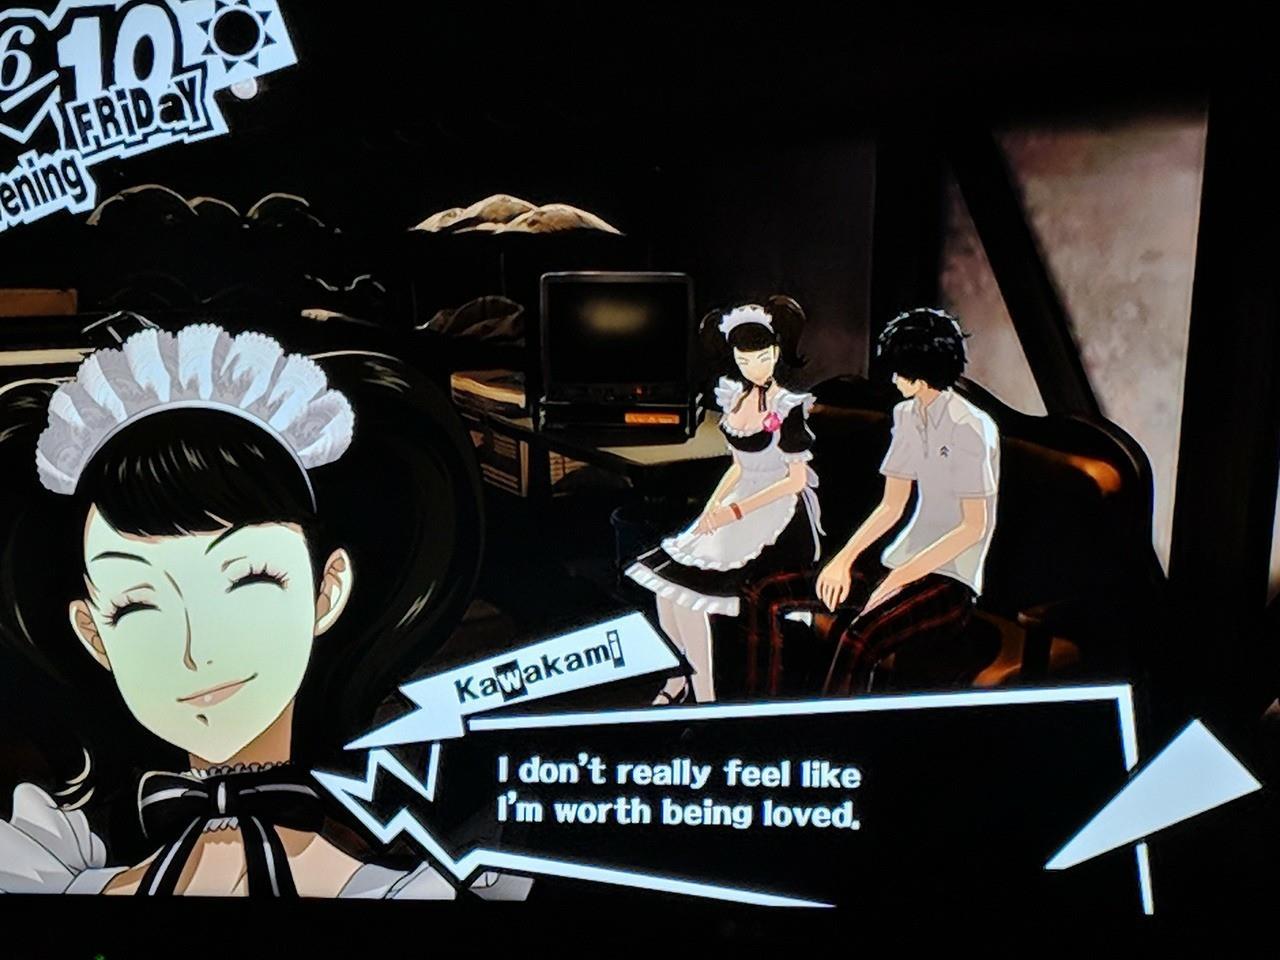 6/10
FRiDaY
ening
Kawakami
I don't really feel like
I'm worth being loved.